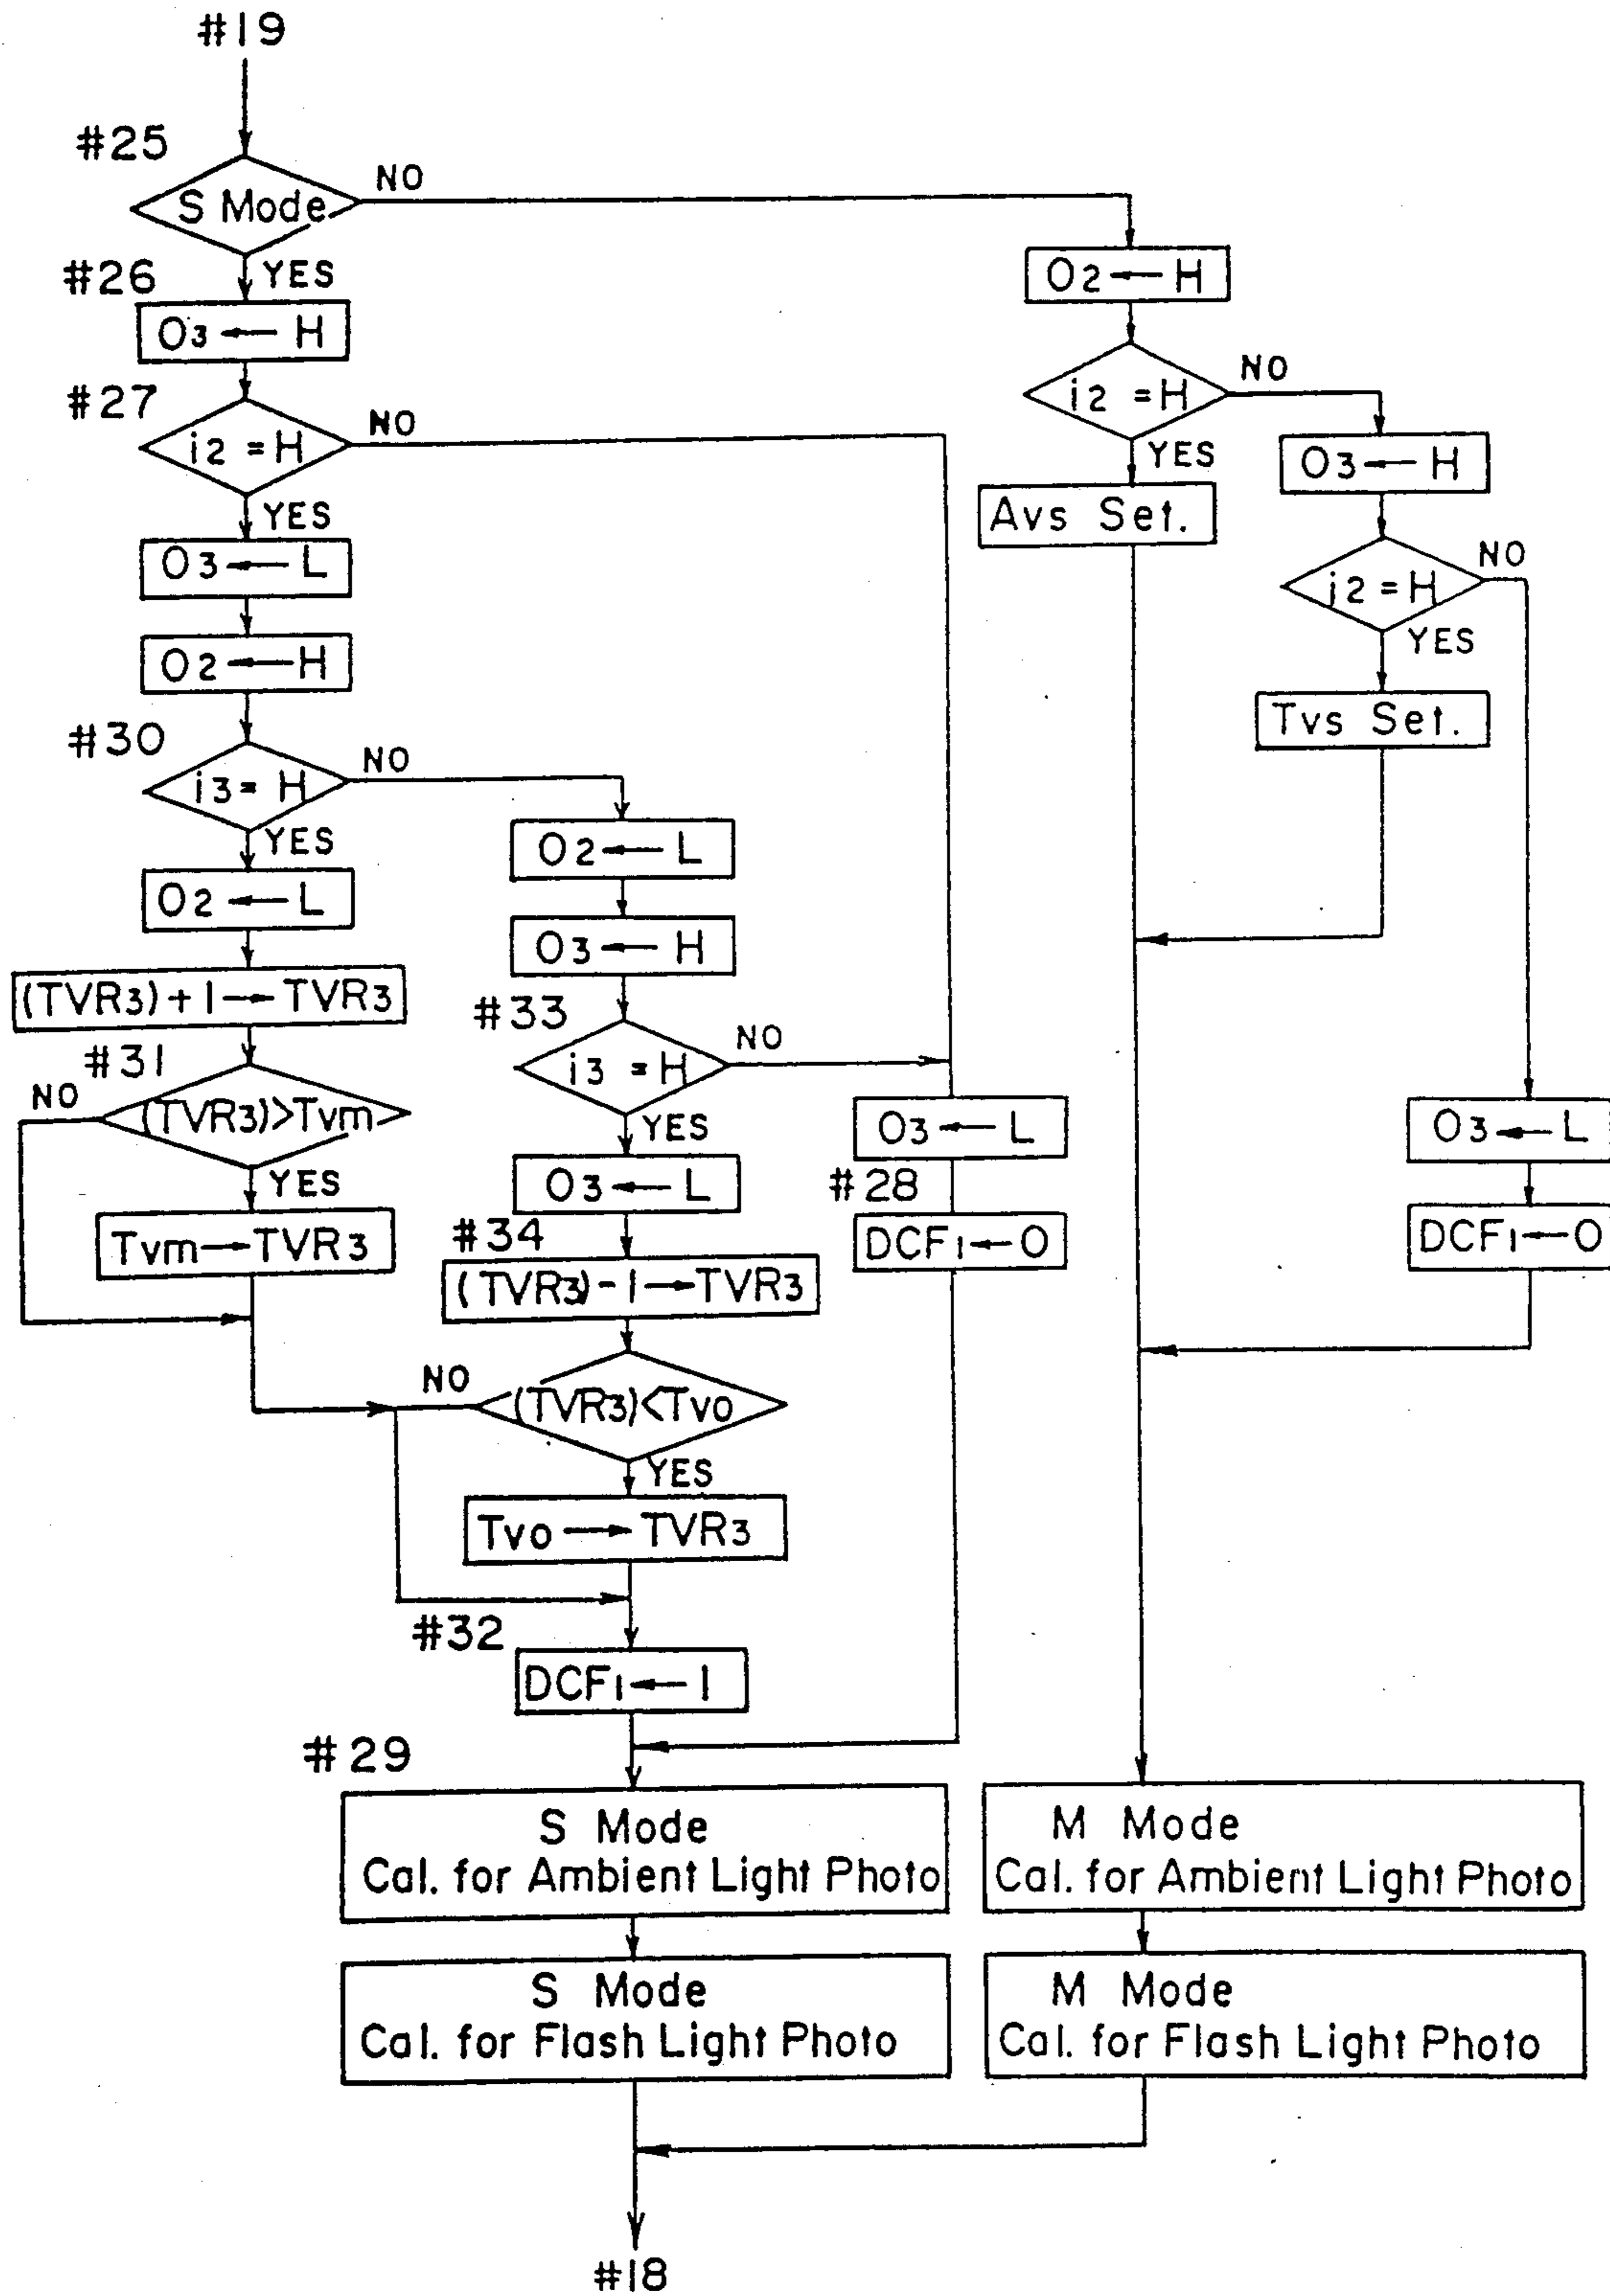 #19
#25
S Mode
NO
YES
#26
O3 ← H
#27
i2 = H
NO
YES
O3 ← L
O2 ← H
#30
i3 = H
NO
YES
O2 ← L
(TVR3) + 1 → TVR3
#31
(TVR3) > Tvm
NO
YES
Tvm → TVR3
O2 ← L
O3 ← H
#33
i3 = H
NO
YES
O3 ← L
#34
(TVR3) - 1 → TVR3
NO
(TVR3) < Tvo
YES
Tvo → TVR3
#32
DCF1 ← 1
O3 ← L
#28
DCF1 ← 0
#29
S Mode
Cal. for Ambient Light Photo
S Mode
Cal. for Flash Light Photo
O2 ← H
i2 = H
NO
YES
Avs Set.
O3 ← H
i2 = H
NO
YES
Tvs Set.
O3 ← L
DCF1 ← 0
M Mode
Cal. for Ambient Light Photo
M Mode
Cal. for Flash Light Photo
#18